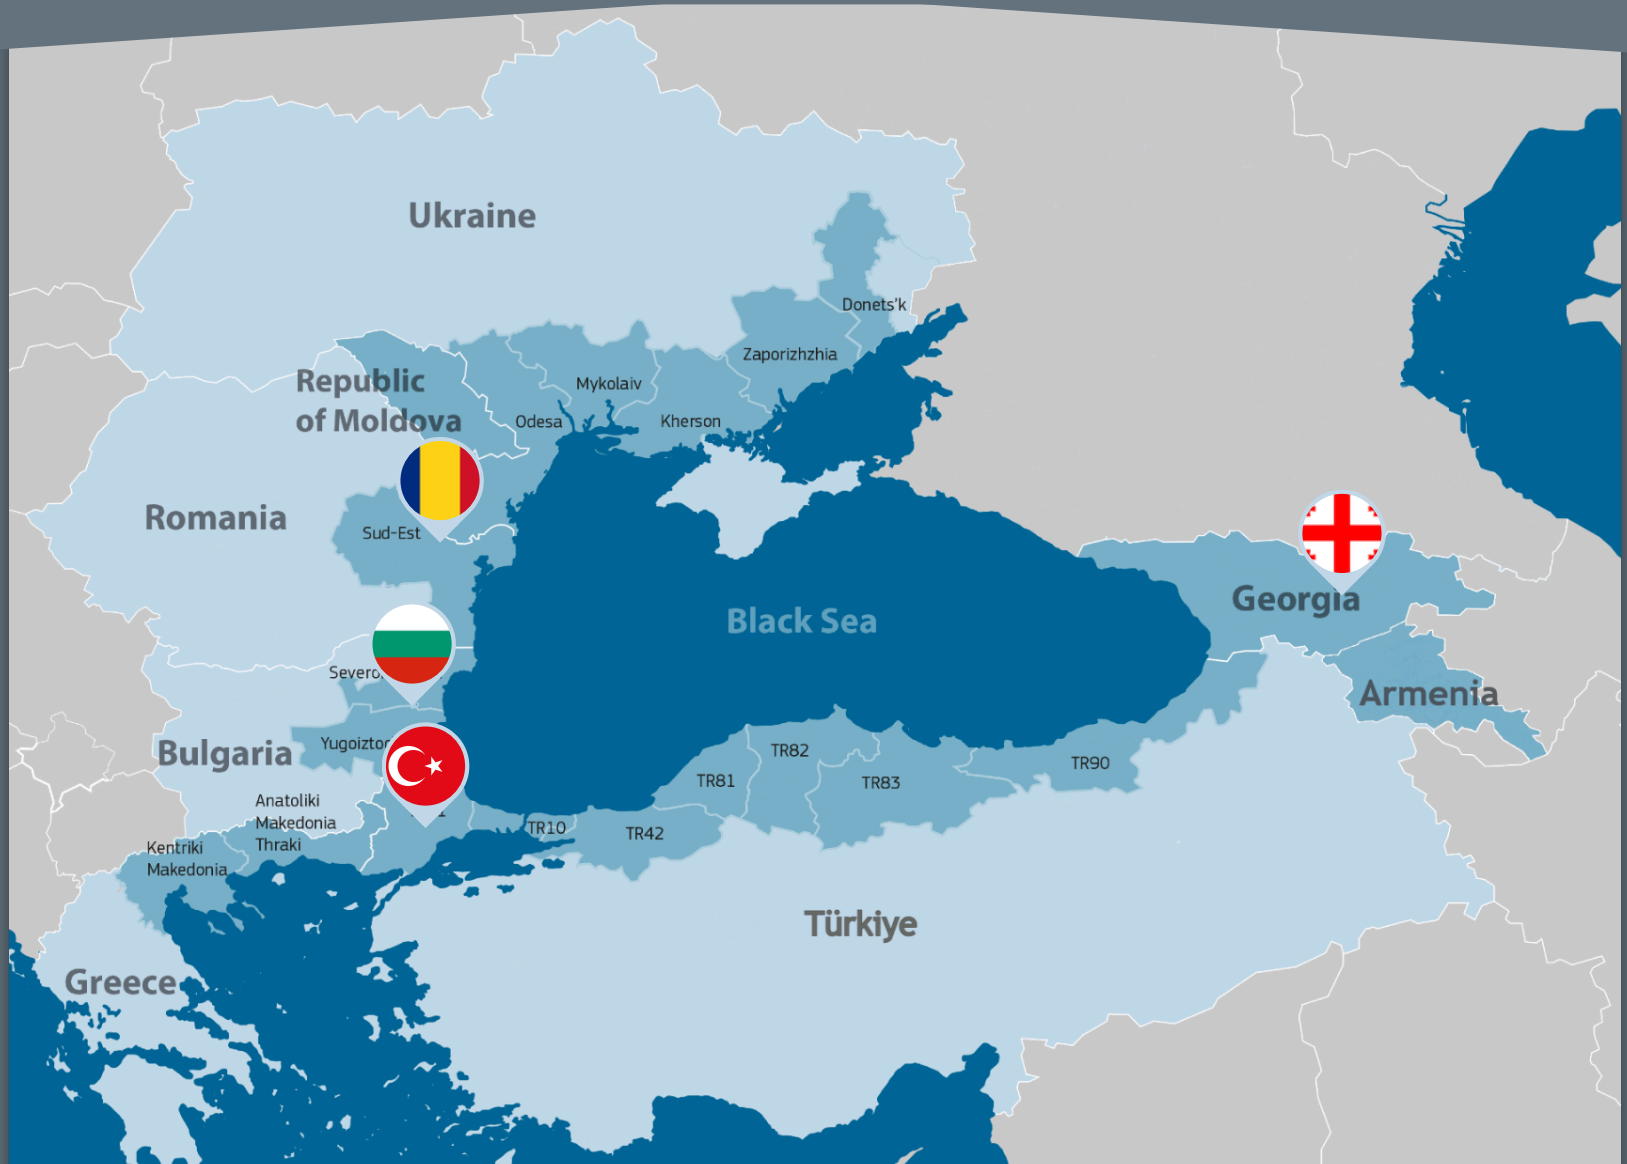 Ukraine
Donets'k
Zaporizhzhia
Republic
of Moldova
Mykolaiv
Odesa
Kherson
Romania
Sud-Est
Georgia
Black Sea
Armenia
Bulgaria
TR82
TR90
TR81
TR83
Anatoliki
Makedonia
Thraki
TR10
TR42
Kentriki
Makedonia
Türkiye
Greece